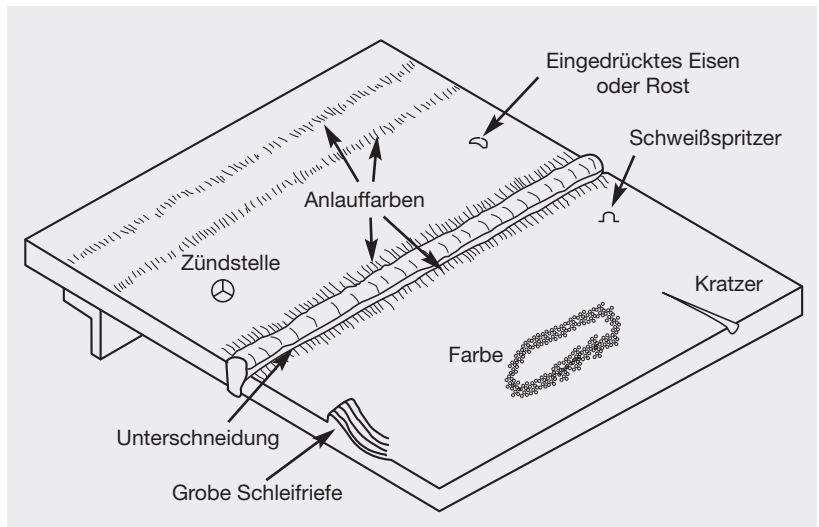 Eingedrücktes Eisen
oder Rost
Schweißspritzer
Anlauffarben
Zündstelle
Kratzer
Farbe
Unterschneidung
Grobe Schleifriefe